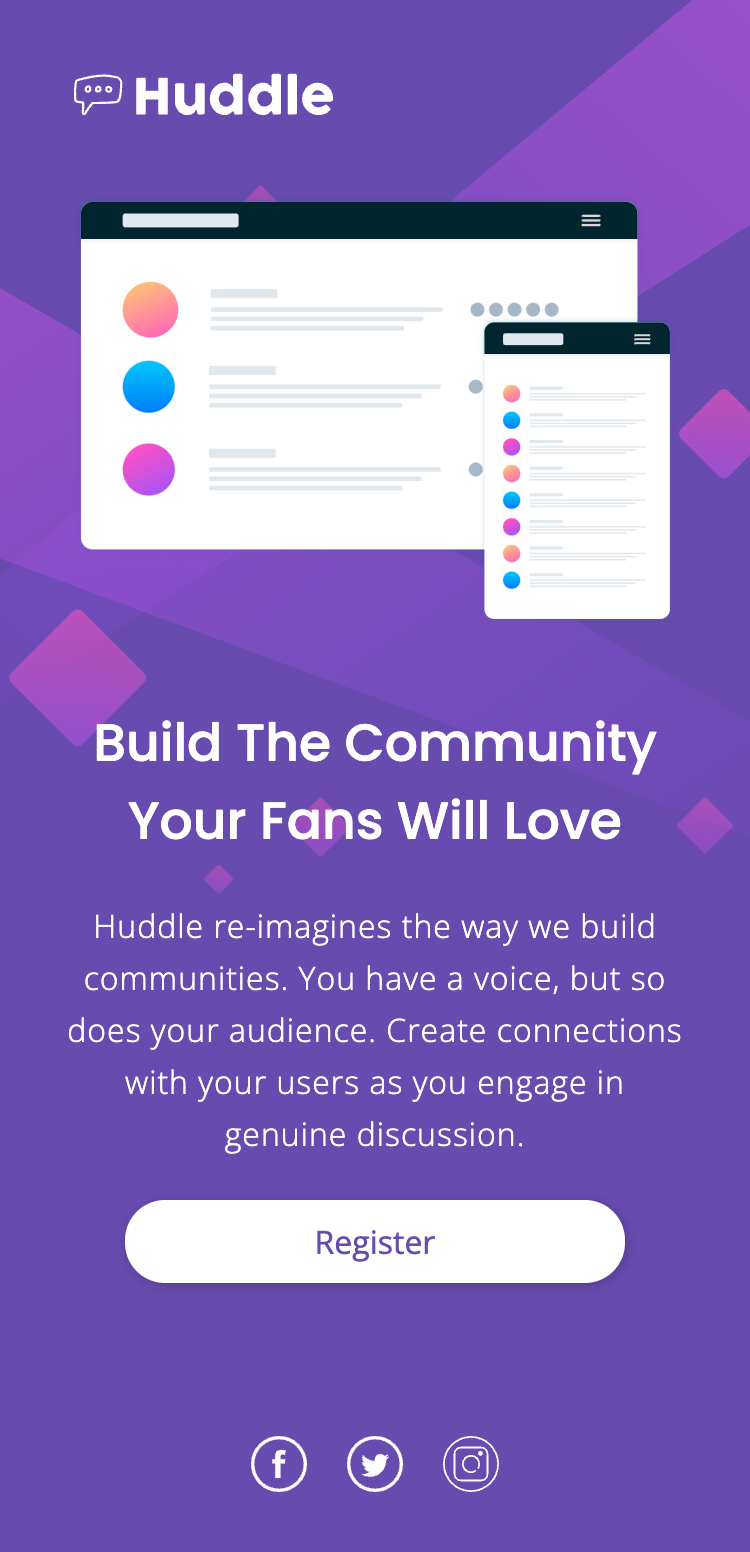 Huddle
Build The Community
Your Fans Will Love
Huddle re-imagines the way we build
communities. You have a voice, but so
does your audience. Create connections
with your users as you engage in
genuine discussion.
Register